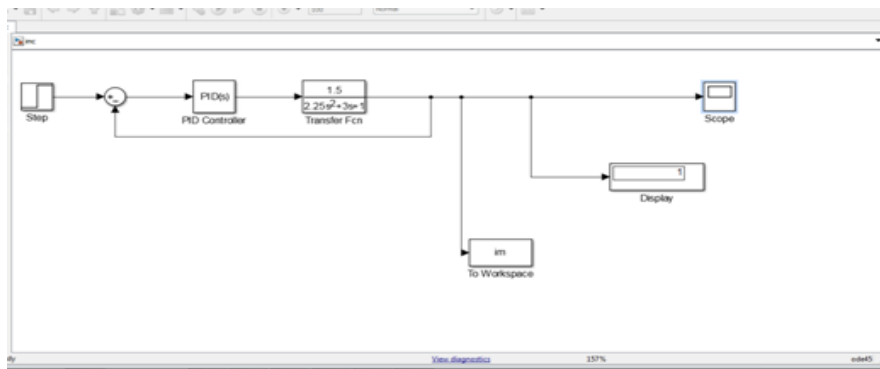 imc
1.5
PID(s)
2.25s²+3s+1
Step
PID Controller
Transfer Fcn
Scope
1
Display
im
To Workspace
View diagnostics
157%
ode45